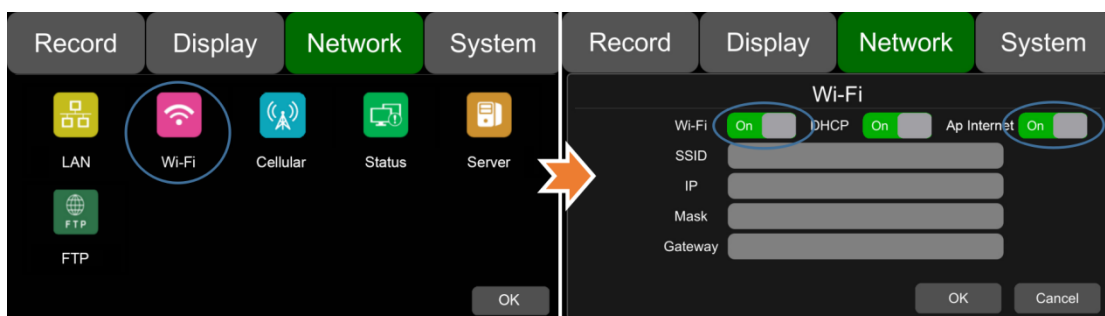 Record Display Network System
LAN Wi-Fi Cellular Status Server
FTP
FTP
OK
Record Display Network System
Wi-Fi
Wi-Fi On DHCP On Ap Internet On
SSID
IP
Mask
Gateway
OK Cancel